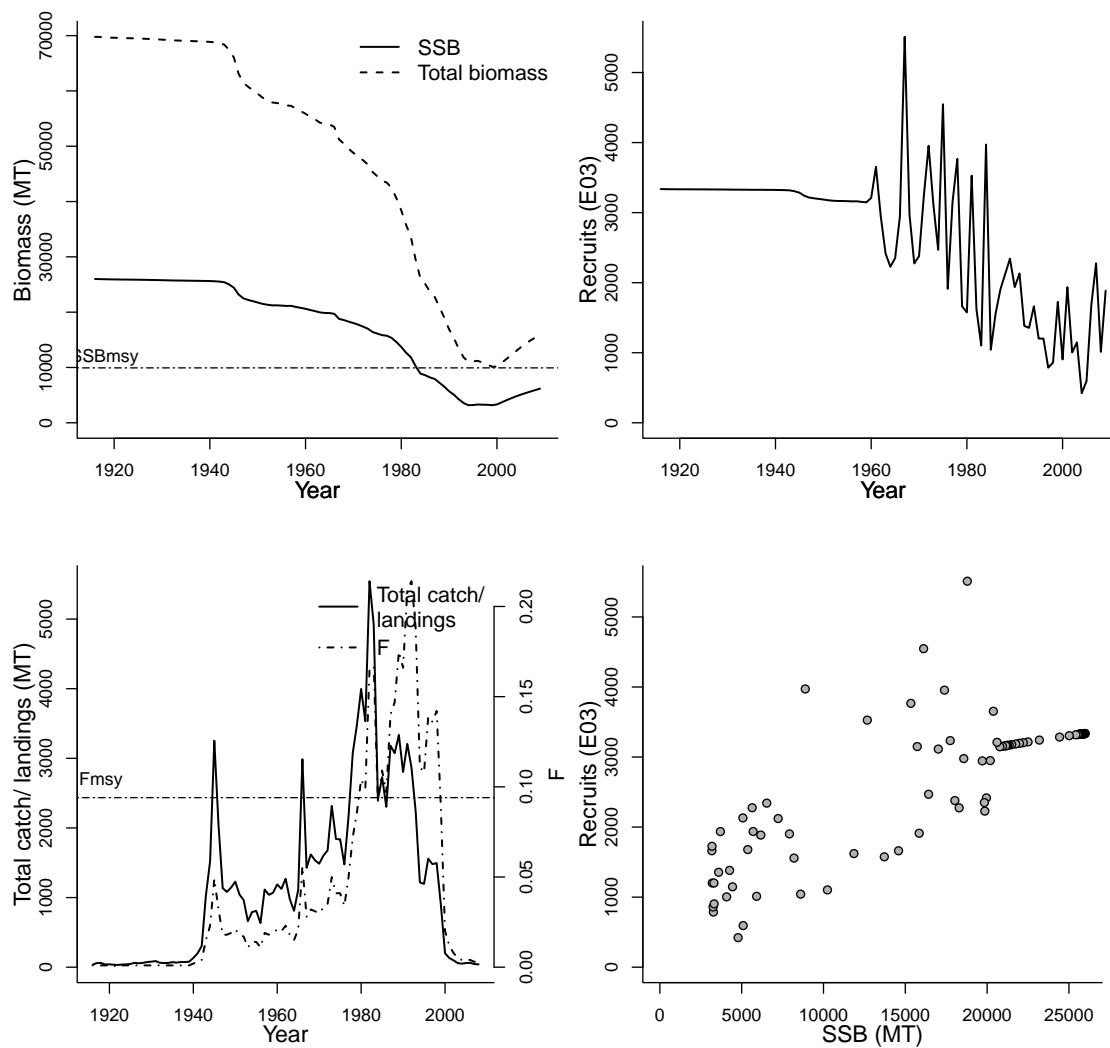 SSB
Total biomass
Biomass (MT)
0
10000
30000
50000
70000
SSBmsy
1920 1940 1960 1980 2000
Year
Recruits (E03)
0 1000 2000 3000 4000 5000
1920 1940 1960 1980 2000
Year
Total catch/
landings
F
Total catch/ landings (MT)
0 1000 2000 3000 4000 5000
Fmsy
0.00 0.05 0.10 0.15 0.20
F
1920 1940 1960 1980 2000
Year
Recruits (E03)
0 1000 2000 3000 4000 5000
0 5000 10000 15000 20000 25000
SSB (MT)